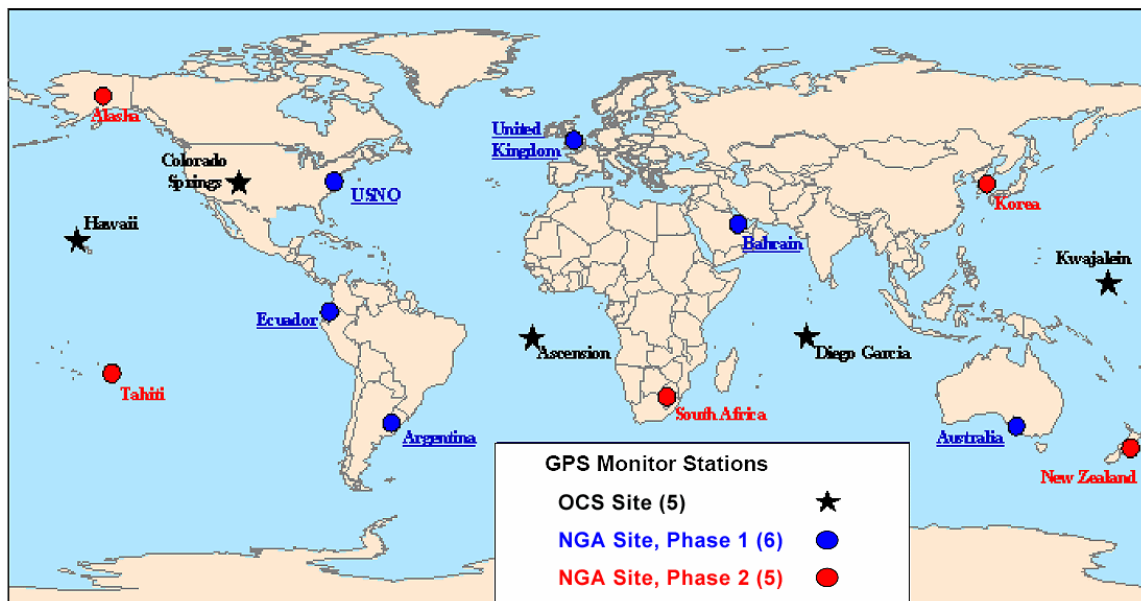 Alasha
United
Kingdom
Colorado
Springs
USNO
Korea
Hawaii
Bahrain
Kwajalein
Ecuador
Ascension
Diego Garcia
Tahiti
South Africa
Argentina
Australia
New Zealand
GPS Monitor Stations
OCS Site (5)
NGA Site, Phase 1 (6)
NGA Site, Phase 2 (5)